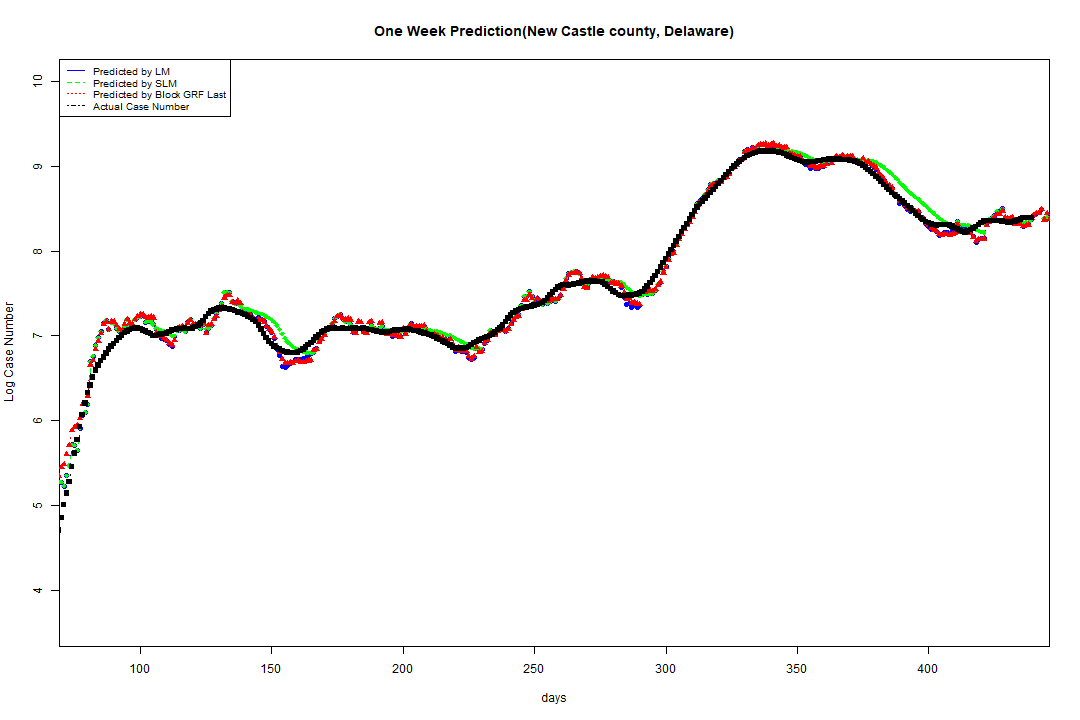 One Week Prediction(New Castle county, Delaware)
Predicted by LM
Predicted by SLM
Predicted by Block GRF Last
Actual Case Number
10
9
8
7
6
5
4
Log Case Number
100 150 200 250 300 350 400
days